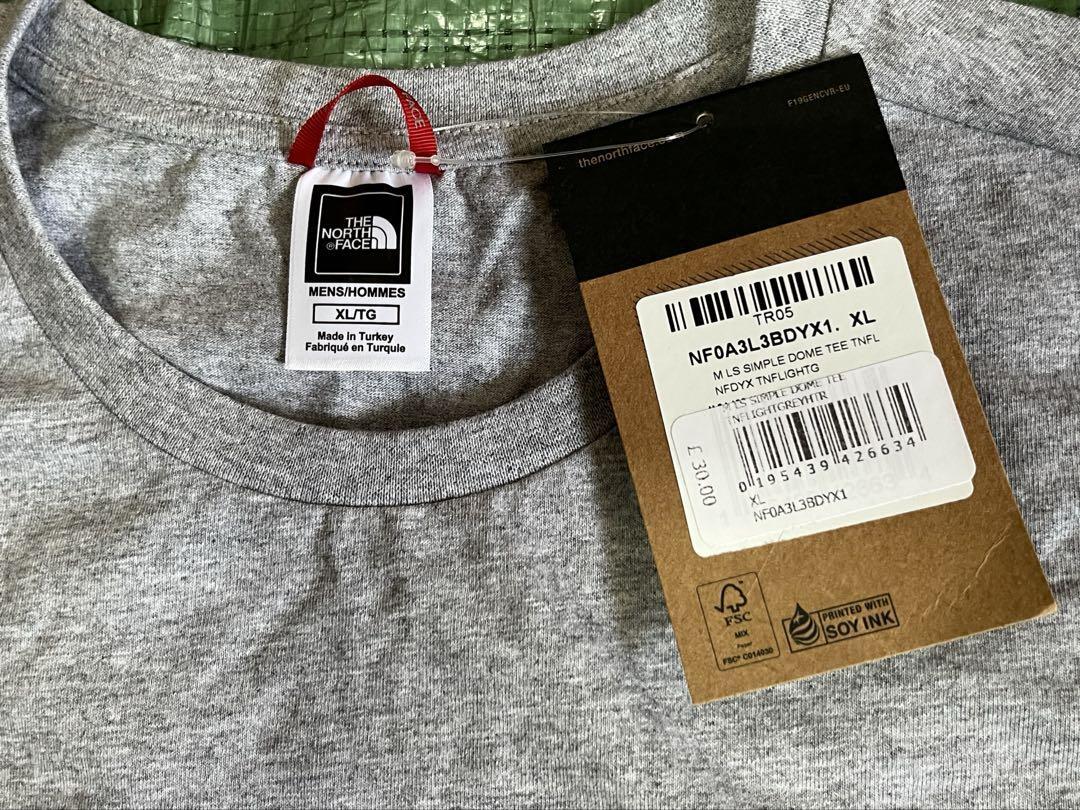 FACE
THE
NORTH
FACE
MENS/HOMMES
XL/TG
Made in Turkey
Fabriqué en Turquie
F19GENCVR-EU
thenorthface.
TR05
NF0A3L3BDYX1. XL
M LS SIMPLE DOME TEE TNFL
NFDYX TNFLIGHTG
LS SIMPLE DOME TEE
TNFLIGHTGREYHTR
£ 30.00
0 195439 426634
XL
NF0A3L3BDYX1
FSC
MIX
Paper
FSC® C014030
PRINTED WITH
SOY INK